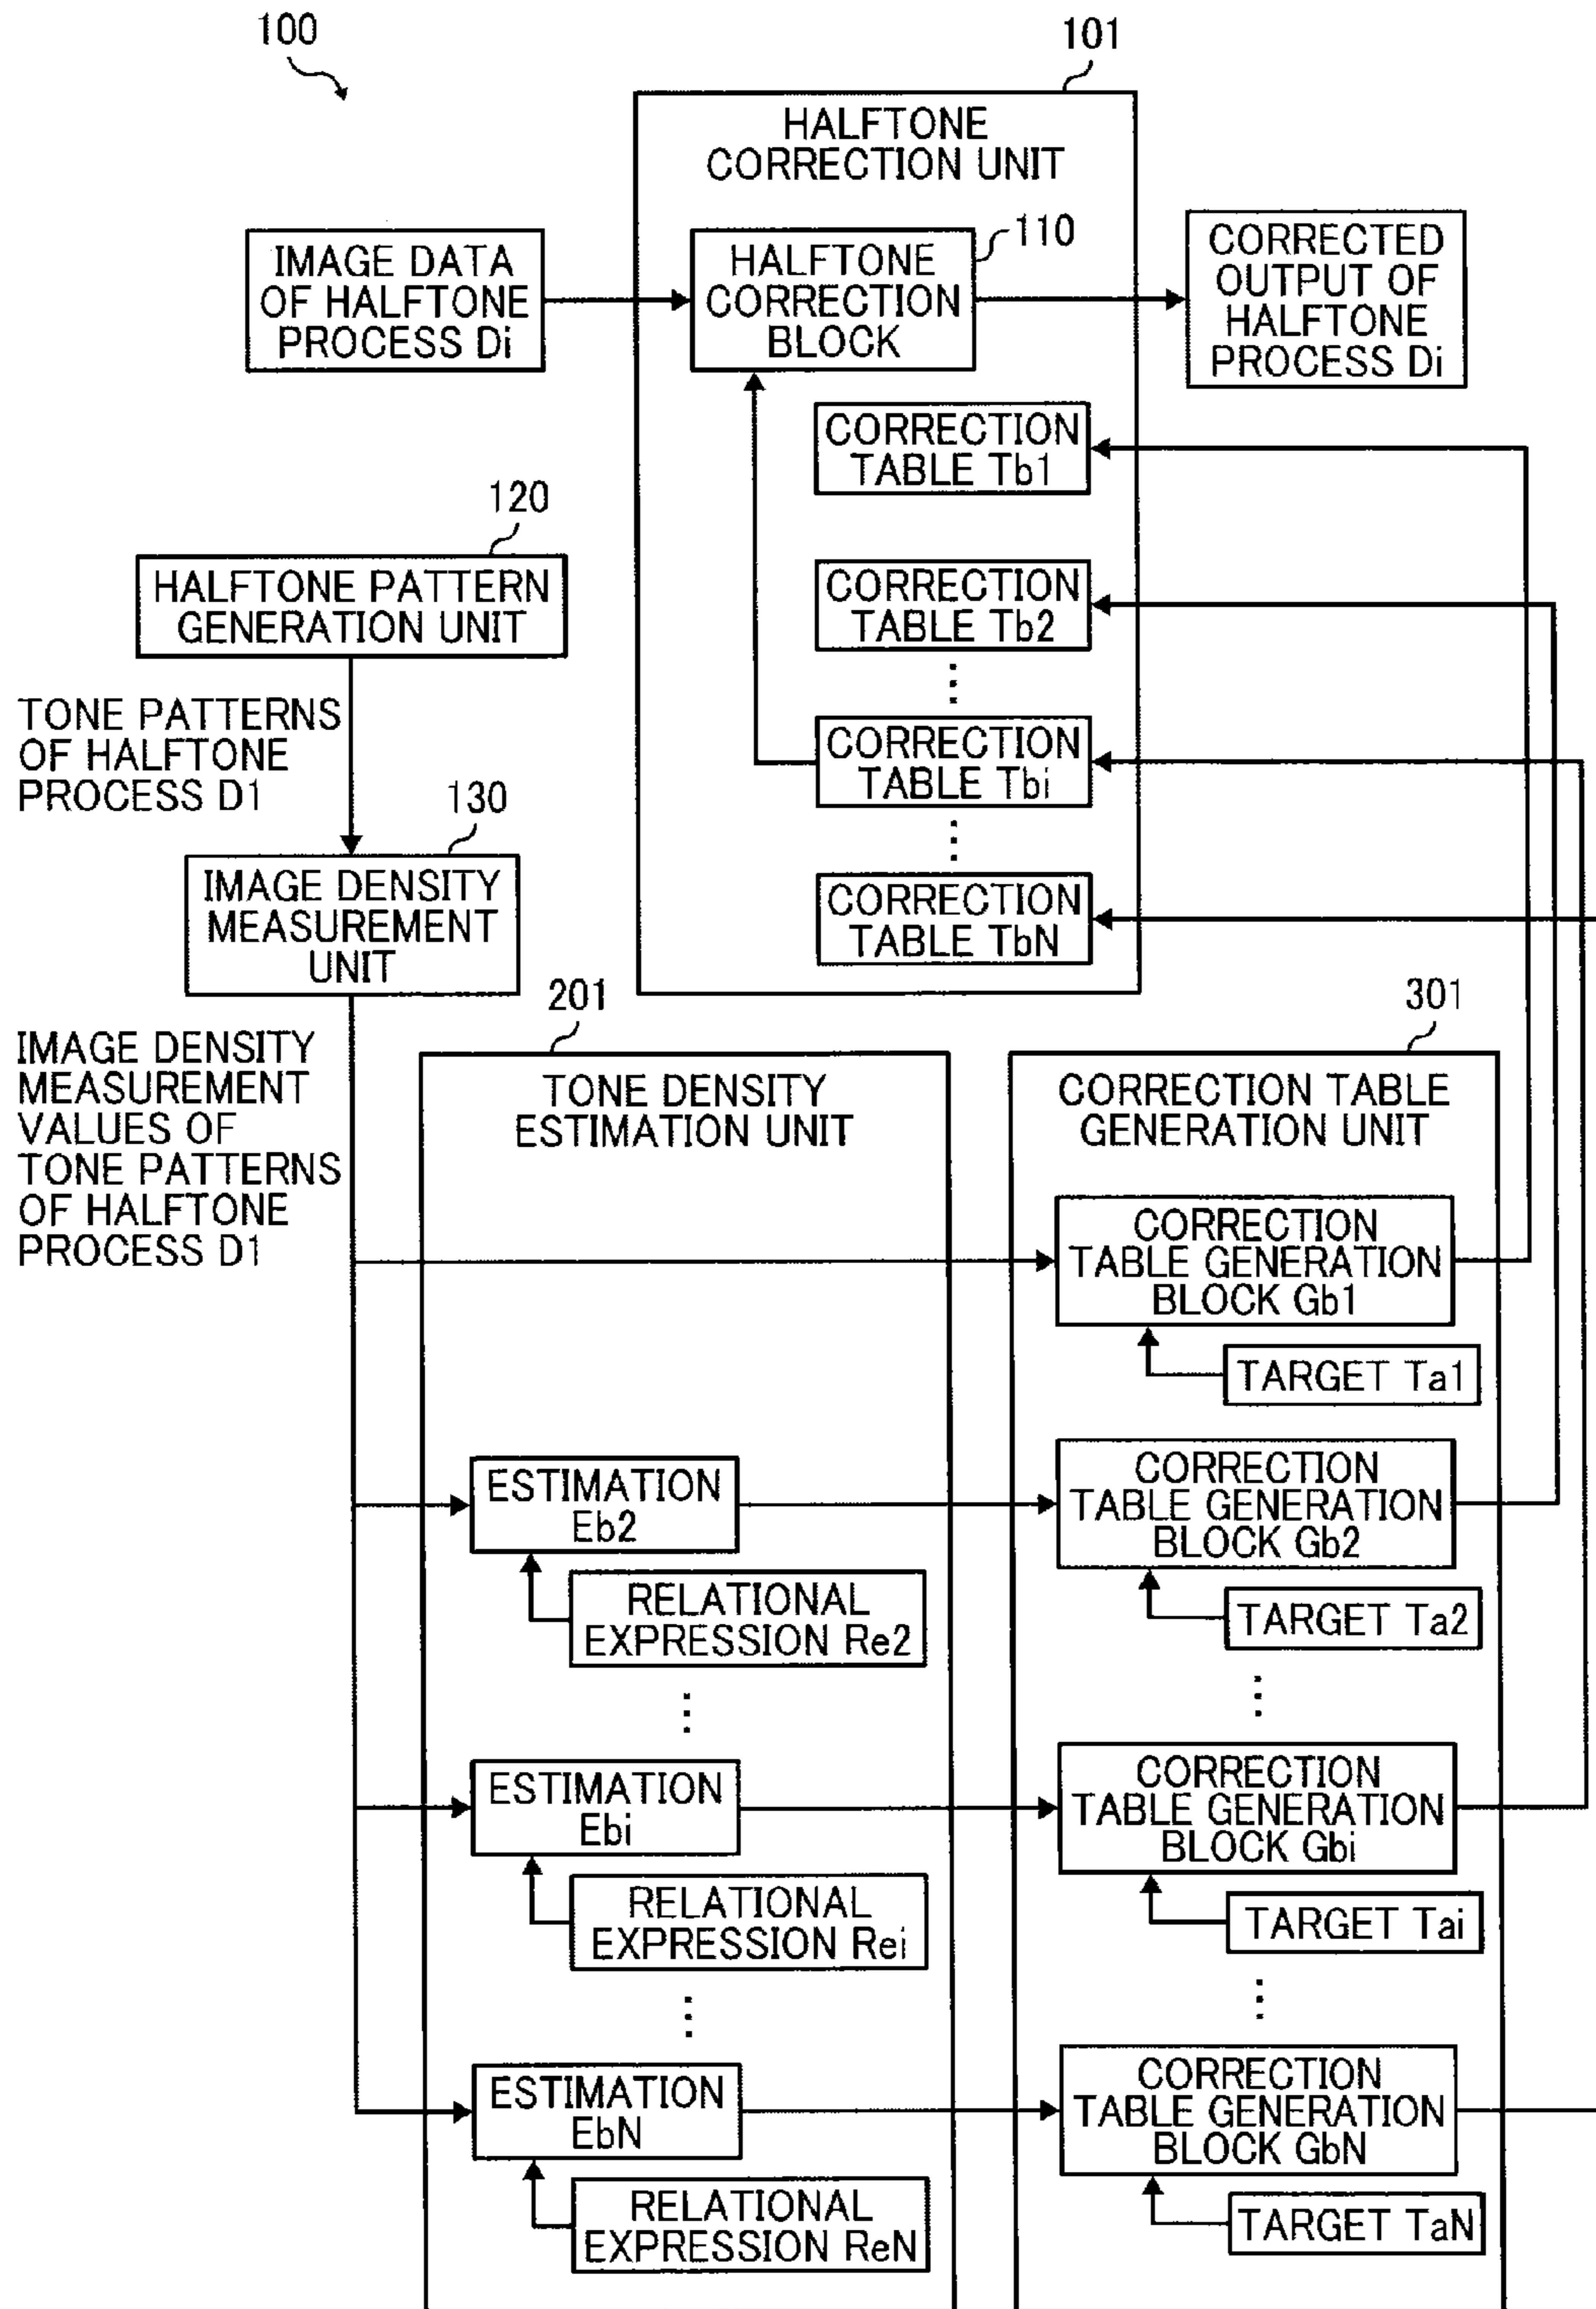 100
101
HALFTONE
CORRECTION UNIT
110
IMAGE DATA
OF HALFTONE
PROCESS Di
HALFTONE
CORRECTION
BLOCK
CORRECTED
OUTPUT OF
HALFTONE
PROCESS Di
CORRECTION
TABLE Tb1
120
HALFTONE PATTERN
GENERATION UNIT
CORRECTION
TABLE Tb2
⋮
TONE PATTERNS
OF HALFTONE
PROCESS D1
CORRECTION
TABLE Tbi
⋮
130
IMAGE DENSITY
MEASUREMENT
UNIT
CORRECTION
TABLE TbN
IMAGE DENSITY
MEASUREMENT
VALUES OF
TONE PATTERNS
OF HALFTONE
PROCESS D1
201
TONE DENSITY
ESTIMATION UNIT
301
CORRECTION TABLE
GENERATION UNIT
CORRECTION
TABLE GENERATION
BLOCK Gb1
TARGET Ta1
ESTIMATION
Eb2
RELATIONAL
EXPRESSION Re2
⋮
CORRECTION
TABLE GENERATION
BLOCK Gb2
TARGET Ta2
⋮
ESTIMATION
Ebi
RELATIONAL
EXPRESSION Rei
⋮
CORRECTION
TABLE GENERATION
BLOCK Gbi
TARGET Tai
⋮
ESTIMATION
EbN
RELATIONAL
EXPRESSION ReN
CORRECTION
TABLE GENERATION
BLOCK GbN
TARGET TaN